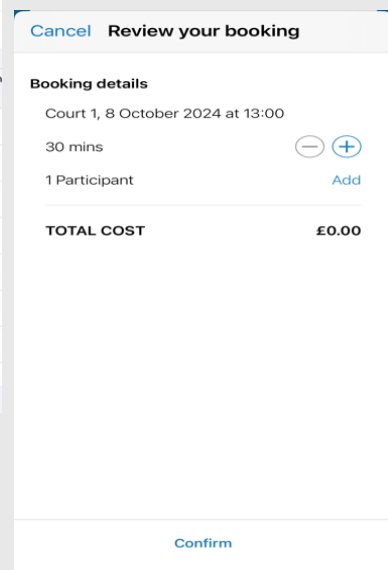 Cancel Review your booking
Booking details
Court 1, 8 October 2024 at 13:00
30 mins
1 Participant Add
TOTAL COST £0.00
Confirm